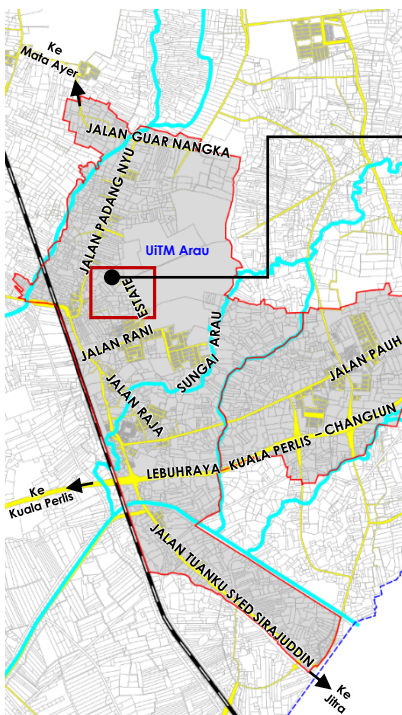 Ke
Mata Ayer
JALAN GUAR NANGKA
JALAN PADANG NYU
UiTM Arau
ESTATE
JALAN RANI
SUNGAI ARAU
JALAN RAJA
JALAN PAUH
LEBUHRAYA KUALA PERLIS – CHANGLUN
Ke
Kuala Perlis
JALAN TUANKU SYED SIRAJUDDIN
Ke
Jitra